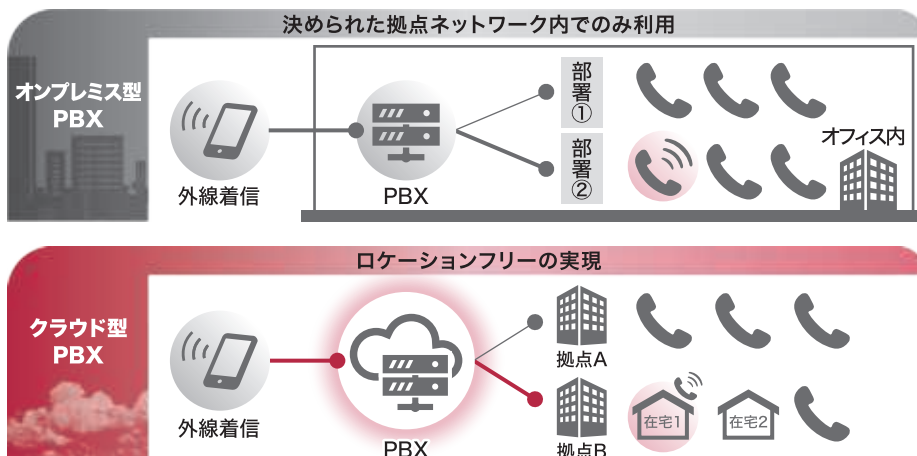 決められた拠点ネットワーク内でのみ利用
オンプレミス型
PBX
外線着信
PBX
部署①
部署②
オフィス内
ロケーションフリーの実現
クラウド型
PBX
外線着信
PBX
拠点A
拠点B
在宅1
在宅2